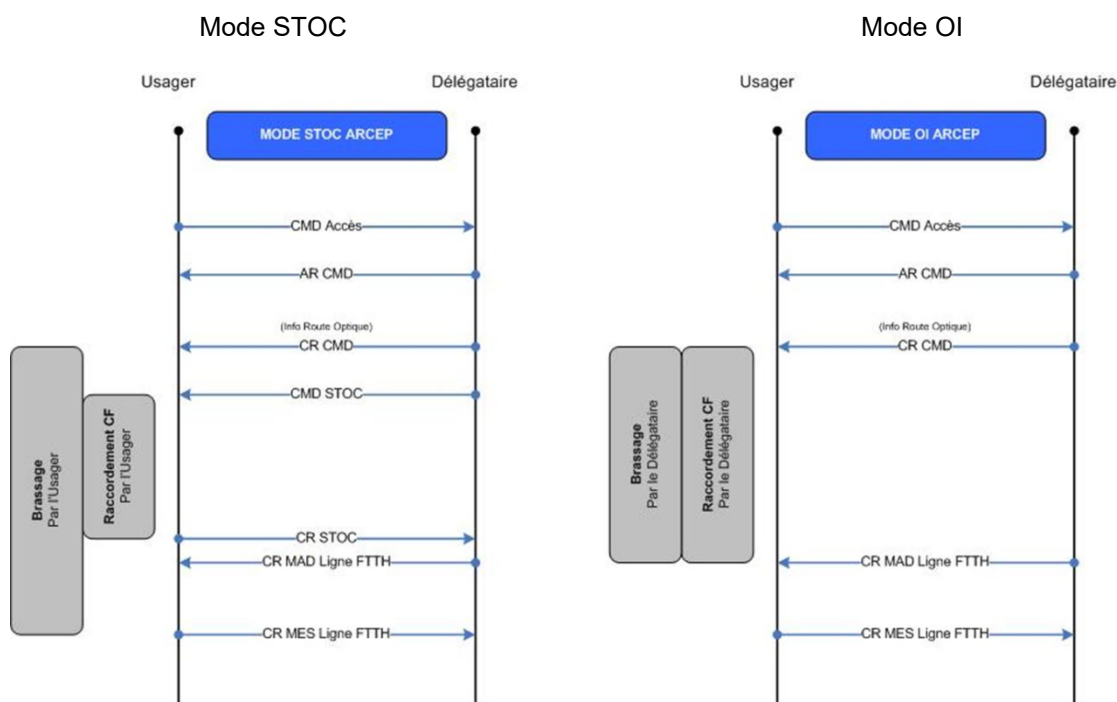 Mode STOC
Mode OI
Usager
Délégataire
MODE STOC ARCEP
CMD Accès
AR CMD
(Info Route Optique)
CR CMD
CMD STOC
Brassage
Par l'Usager
Raccordement CF
Par l'Usager
CR STOC
CR MAD Ligne FTTH
CR MES Ligne FTTH
Usager
Délégataire
MODE OI ARCEP
CMD Accès
AR CMD
(Info Route Optique)
CR CMD
Brassage
Par le Délégataire
Raccordement CF
Par le Délégataire
CR MAD Ligne FTTH
CR MES Ligne FTTH